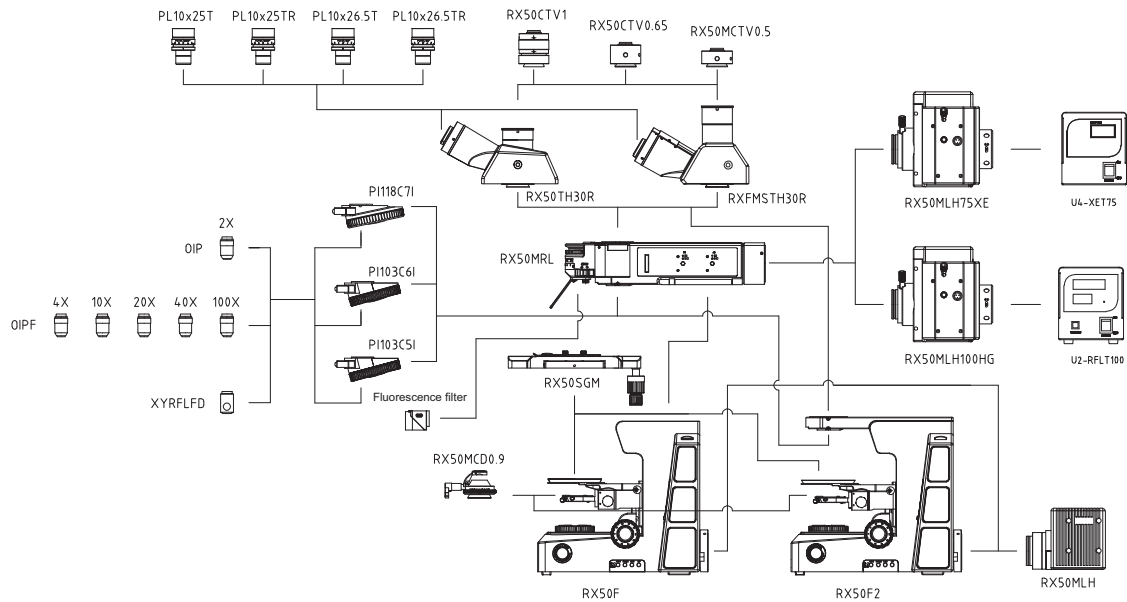 PL10x25T PL10x25TR PL10x26.5T PL10x26.5TR RX50CTV1
RX50CTV0.65 RX50MCTV0.5
RX50TH30R RXFMSTH30R
RX50MLH75XE U4-XET75
PI118C7I
2X
OIP
RX50MRL
PI103C6I
4X 10X 20X 40X 100X
OIPF
PI103C5I
RX50MLH100HG U2-RFLT100
RX50SGM
XYRFLFD
Fluorescence filter
RX50MCD0.9
RX50F RX50F2 RX50MLH